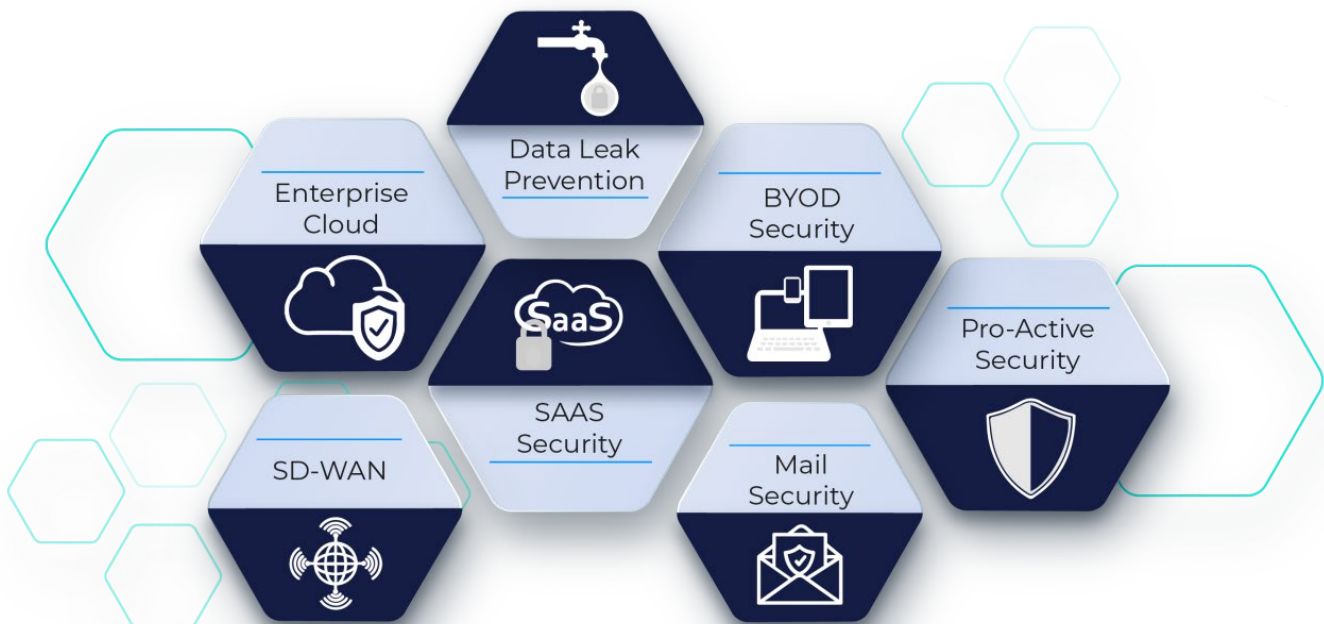 Data Leak
Prevention
Enterprise
Cloud
BYOD
Security
SaaS
SAAS
Security
Pro-Active
Security
SD-WAN
Mail
Security